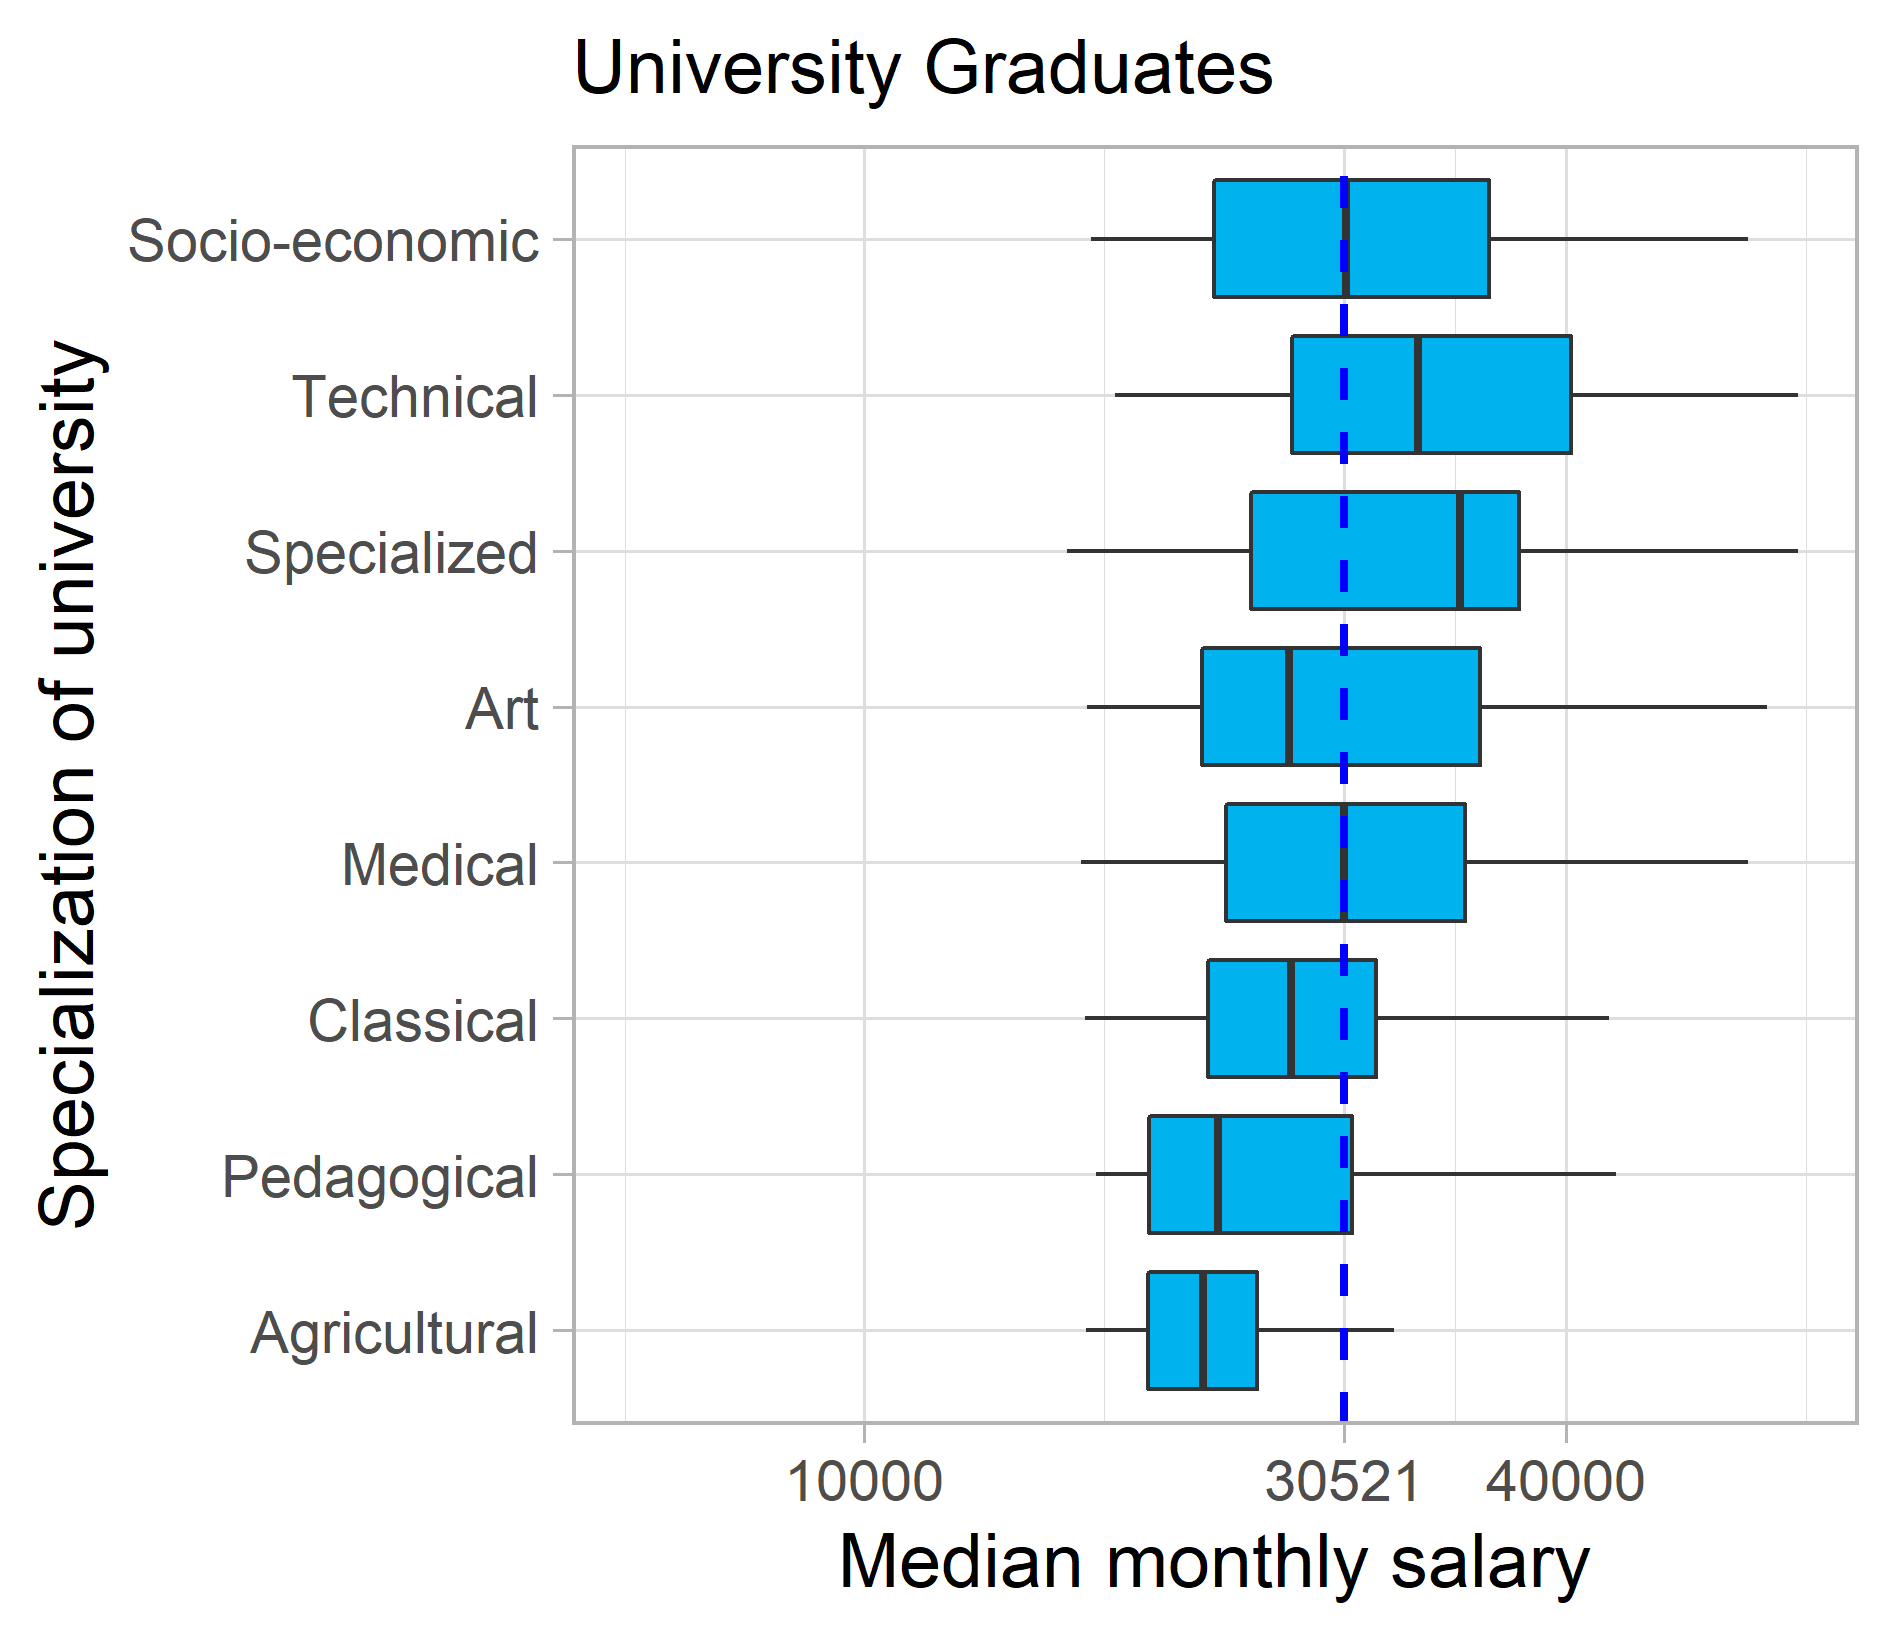 University Graduates
Specialization of university
Socio-economic
Technical
Specialized
Art
Medical
Classical
Pedagogical
Agricultural
10000 30521 40000
Median monthly salary